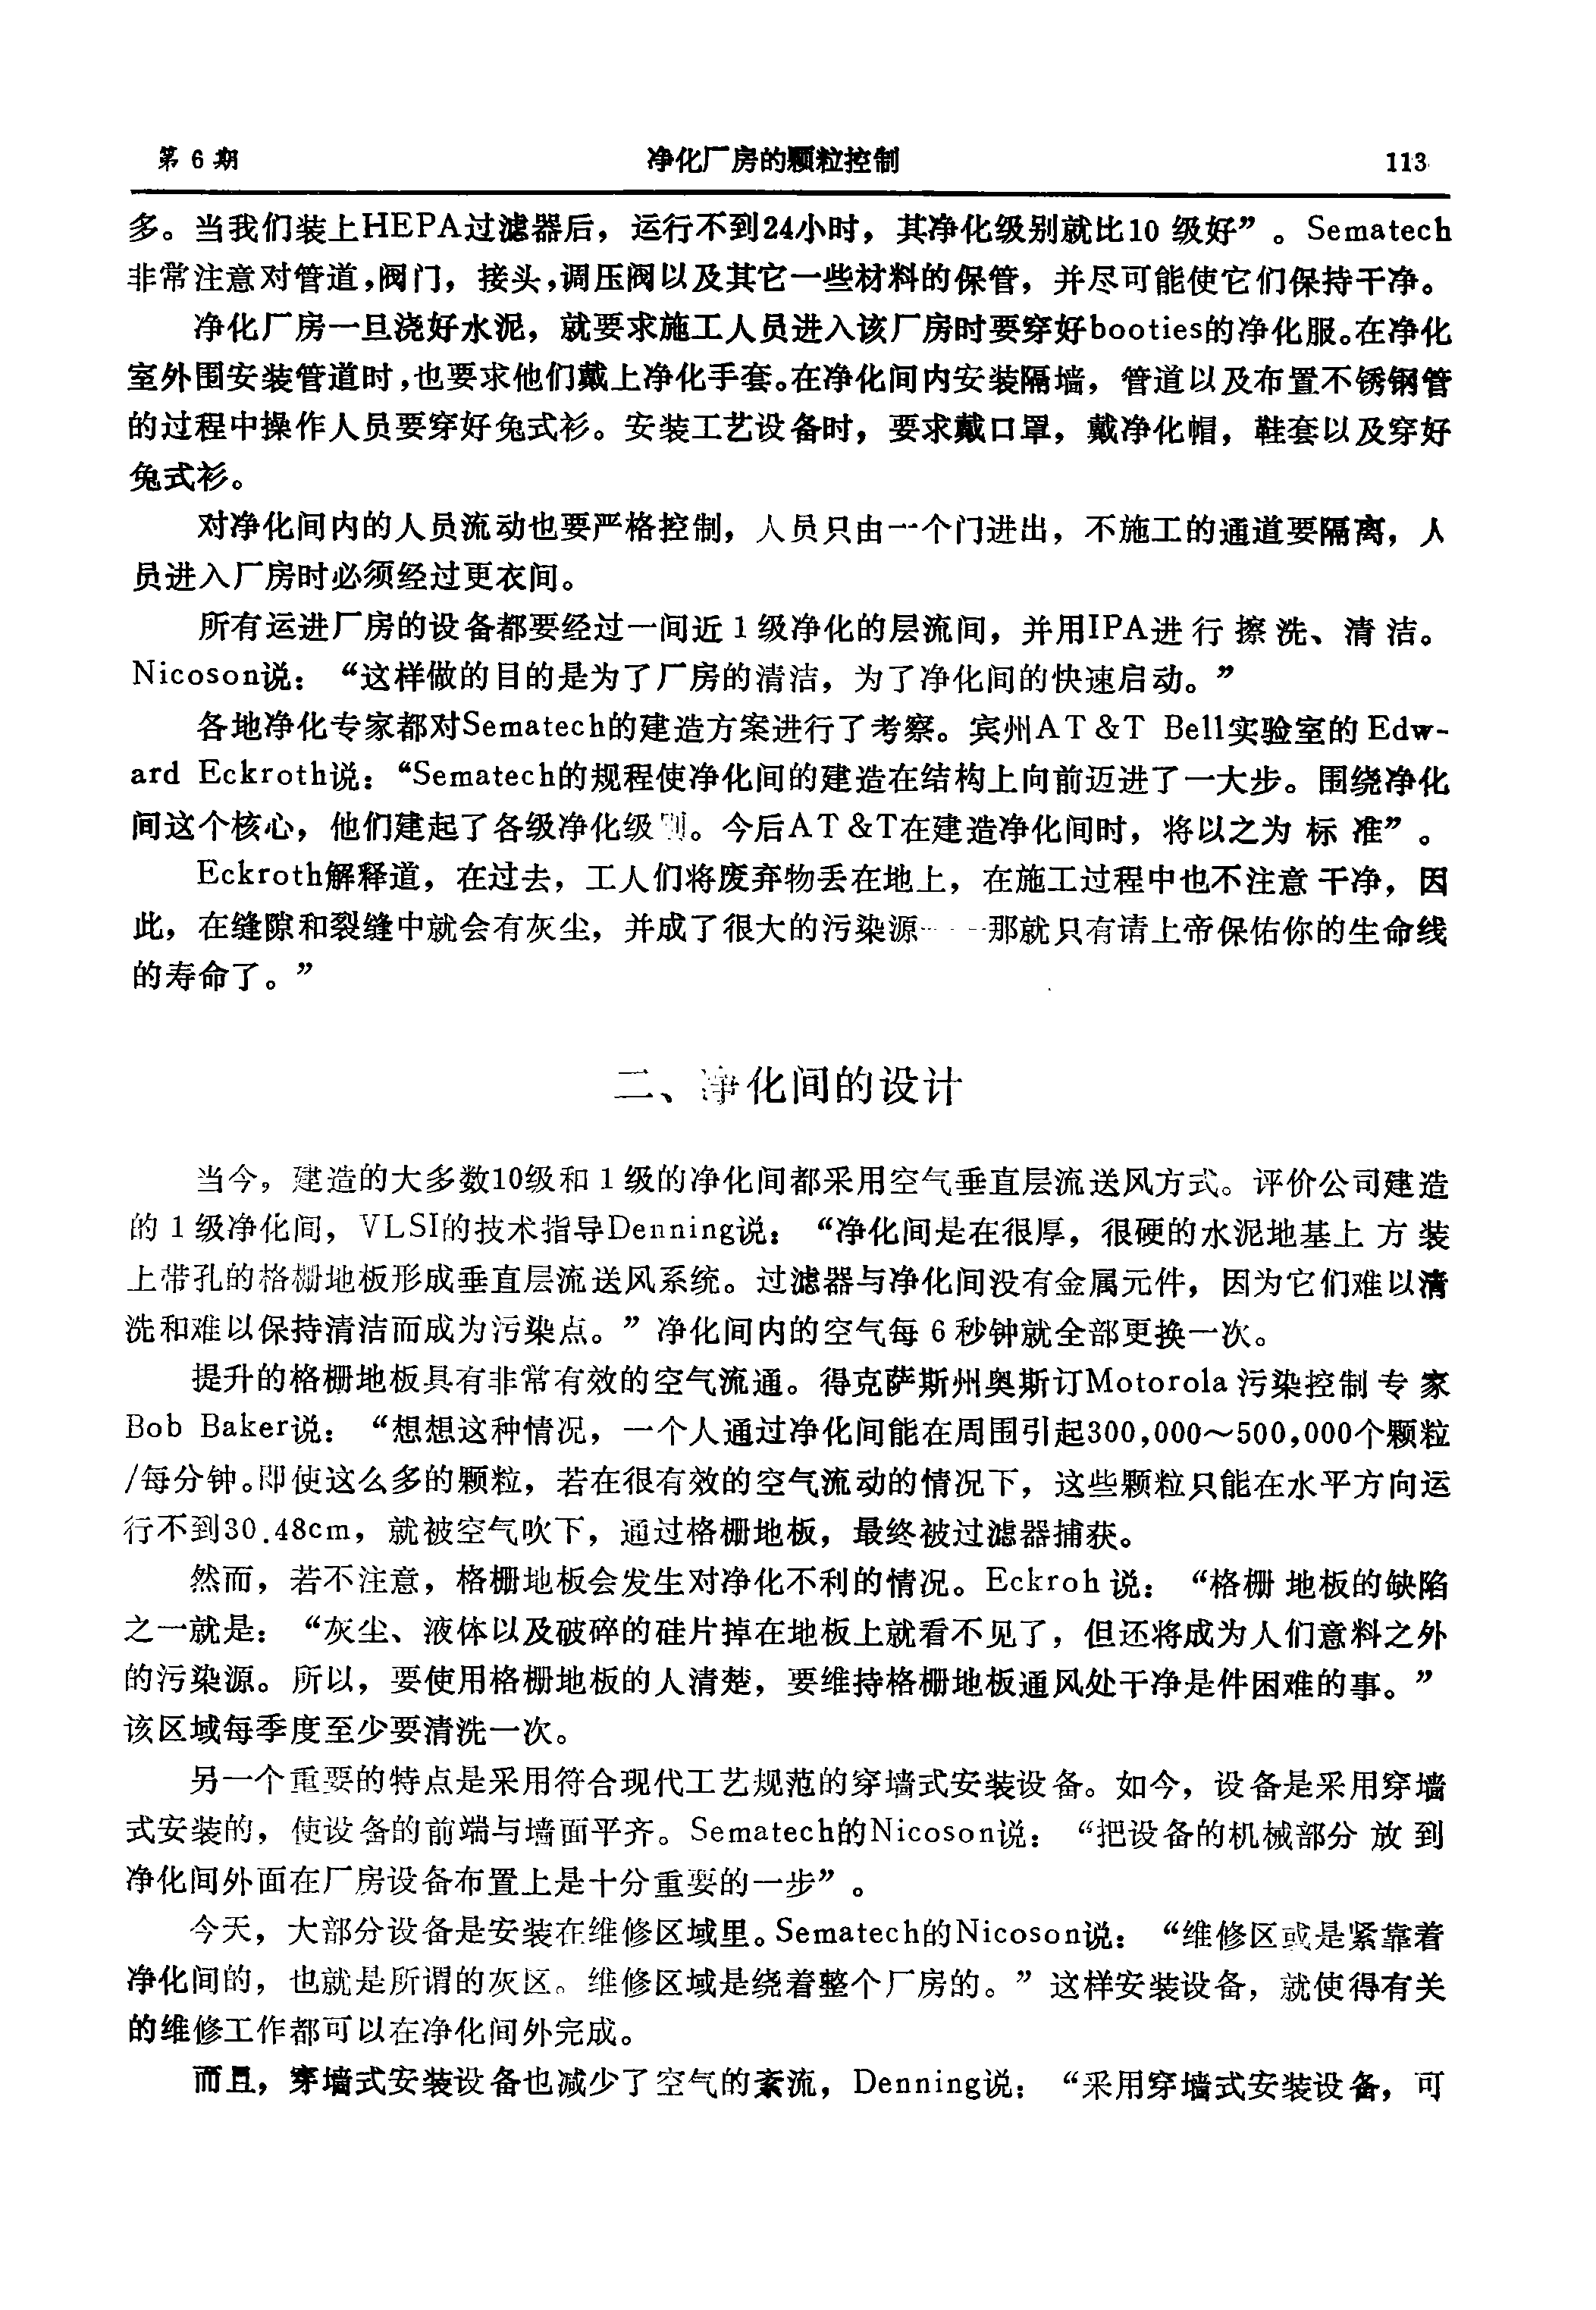 第 6 期
净化厂房的颗粒控制
113
多。当我们装上HEPA过滤器后，运行不到24小时，其净化级别就比10 级好”。Sematech
非常注意对管道，阀门，接头，调压阀以及其它一些材料的保管，并尽可能使它们保持干净。
净化厂房一旦浇好水泥，就要求施工人员进入该厂房时要穿好booties的净化服。在净化
室外围安装管道时，也要求他们戴上净化手套。在净化间内安装隔墙，管道以及布置不锈钢管
的过程中操作人员要穿好兔式衫。安装工艺设备时，要求戴口罩，戴净化帽，鞋套以及穿好
兔式衫。
对净化间内的人员流动也要严格控制，人员只由一个门进出，不施工的通道要隔离，人
员进入厂房时必须经过更衣间。
所有运进厂房的设备都要经过一间近 1 级净化的层流间，并用IPA进 行 擦 洗、清 洁。
Nicoson说：“这样做的目的是为了厂房的清洁，为了净化间的快速启动。”
各地净化专家都对Sematech的建造方案进行了考察。宾州AT＆T Bell实验室的 Edw-
ard Eckroth说：“Sematech的规程使净化间的建造在结构上向前迈进了一大步。围绕净化
间这个核心，他们建起了各级净化级别。今后AT＆T在建造净化间时，将以之为 标 准”。
Eckroth解释道，在过去，工人们将废弃物丢在地上，在施工过程中也不注意 干净，因
此，在缝隙和裂缝中就会有灰尘，并成了很大的污染源……那就只有请上帝保佑你的生命线
的寿命了。”
二、净化间的设计
当今，建造的大多数10级和 1 级的净化间都采用空气垂直层流送风方式。评价公司建造
的 1 级净化间，VLSI的技术指导Denning说：“净化间是在很厚，很硬的水泥地基上 方 装
上带孔的格栅地板形成垂直层流送风系统。过滤器与净化间没有金属元件，因为它们难以清
洗和难以保持清洁而成为污染点。”净化间内的空气每 6 秒钟就全部更换一次。
提升的格栅地板具有非常有效的空气流通。得克萨斯州奥斯订Motorola 污染控制 专 家
Bob Baker说：“想想这种情况，一个人通过净化间能在周围引起300,000～500,000个颗粒
/每分钟。即使这么多的颗粒，若在很有效的空气流动的情况下，这些颗粒只能在水平方向运
行不到30.48cm，就被空气吹下，通过格栅地板，最终被过滤器捕获。
然而，若不注意，格栅地板会发生对净化不利的情况。Eckroh 说：“格栅 地板的缺陷
之一就是：“灰尘、液体以及破碎的硅片掉在地板上就看不见了，但还将成为人们意料之外
的污染源。所以，要使用格栅地板的人清楚，要维持格栅地板通风处干净是件困难的事。”
该区域每季度至少要清洗一次。
另一个重要的特点是采用符合现代工艺规范的穿墙式安装设备。如今，设备是采用穿墙
式安装的，使设备的前端与墙面平齐。Sematech的Nicoson说：“把设备的机械部分 放 到
净化间外面在厂房设备布置上是十分重要的一步”。
今天，大部分设备是安装在维修区域里。Sematech的Nicoson说：“维修区或是紧靠着
净化间的，也就是所谓的灰区。维修区域是绕着整个厂房的。”这样安装设备，就使得有关
的维修工作都可以在净化间外完成。
而且，穿墙式安装设备也减少了空气的紊流，Denning说：“采用穿墙式安装设备，可